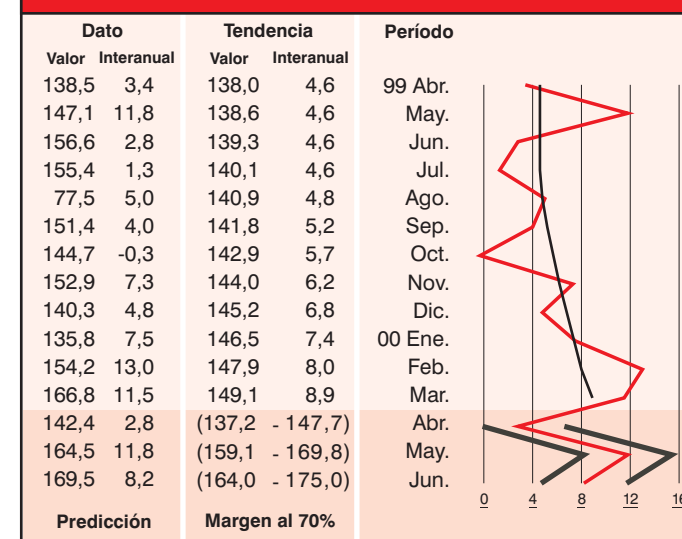 Dato Tendencia Período
Valor Interanual Valor Interanual
138,5 3,4 138,0 4,6 99 Abr.
147,1 11,8 138,6 4,6 May.
156,6 2,8 139,3 4,6 Jun.
155,4 1,3 140,1 4,6 Jul.
77,5 5,0 140,9 4,8 Ago.
151,4 4,0 141,8 5,2 Sep.
144,7 -0,3 142,9 5,7 Oct.
152,9 7,3 144,0 6,2 Nov.
140,3 4,8 145,2 6,8 Dic.
135,8 7,5 146,5 7,4 00 Ene.
154,2 13,0 147,9 8,0 Feb.
166,8 11,5 149,1 8,9 Mar.
142,4 2,8 (137,2 - 147,7) Abr.
164,5 11,8 (159,1 - 169,8) May.
169,5 8,2 (164,0 - 175,0) Jun.
0 4 8 12 16
Predicción Margen al 70%